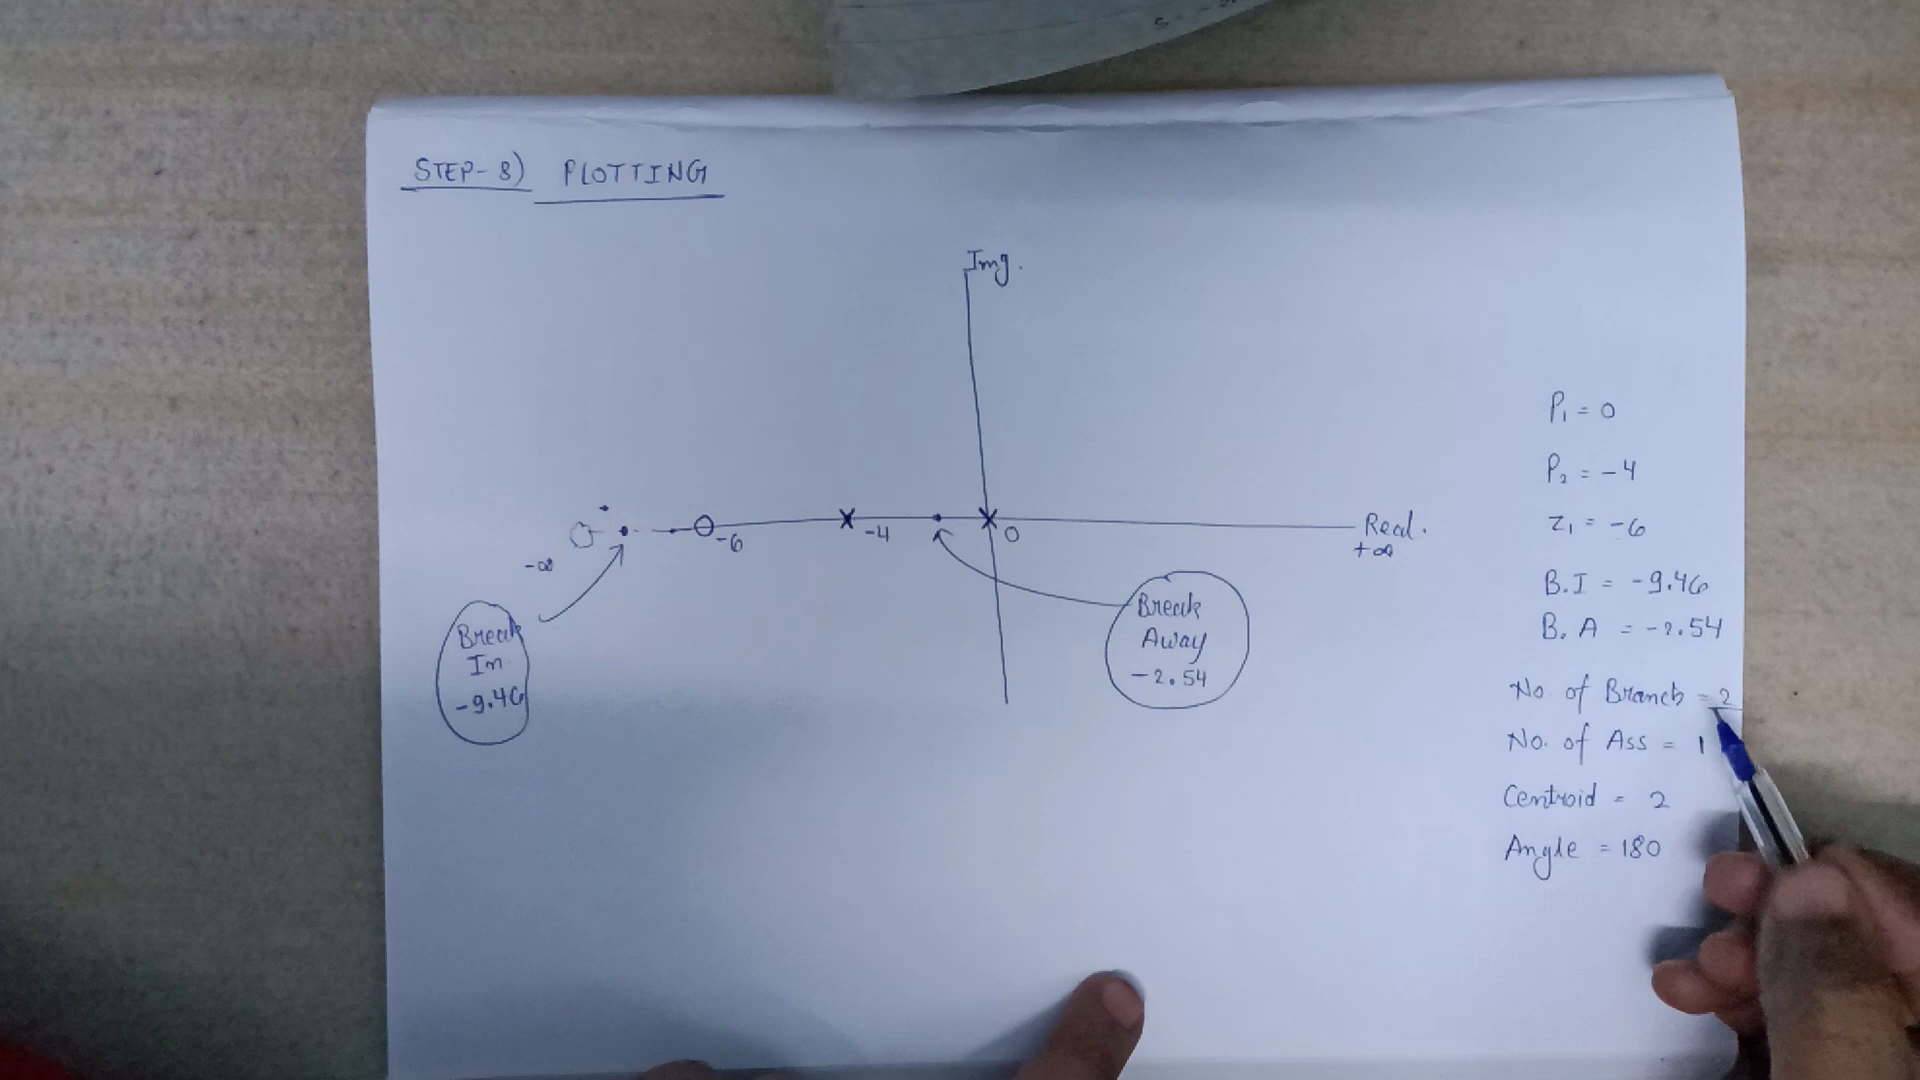 STEP-8) PLOTTING
Img.
-∞
-6
-4
0
Real.
+∞
Break
In
-9.46
Break
Away
-2.54
P₁ = 0
P₂ = -4
Z₁ = -6
B.I = -9.46
B.A = -2.54
No. of Branch = 2
No. of Ass = 1
Centroid = 2
Angle = 180